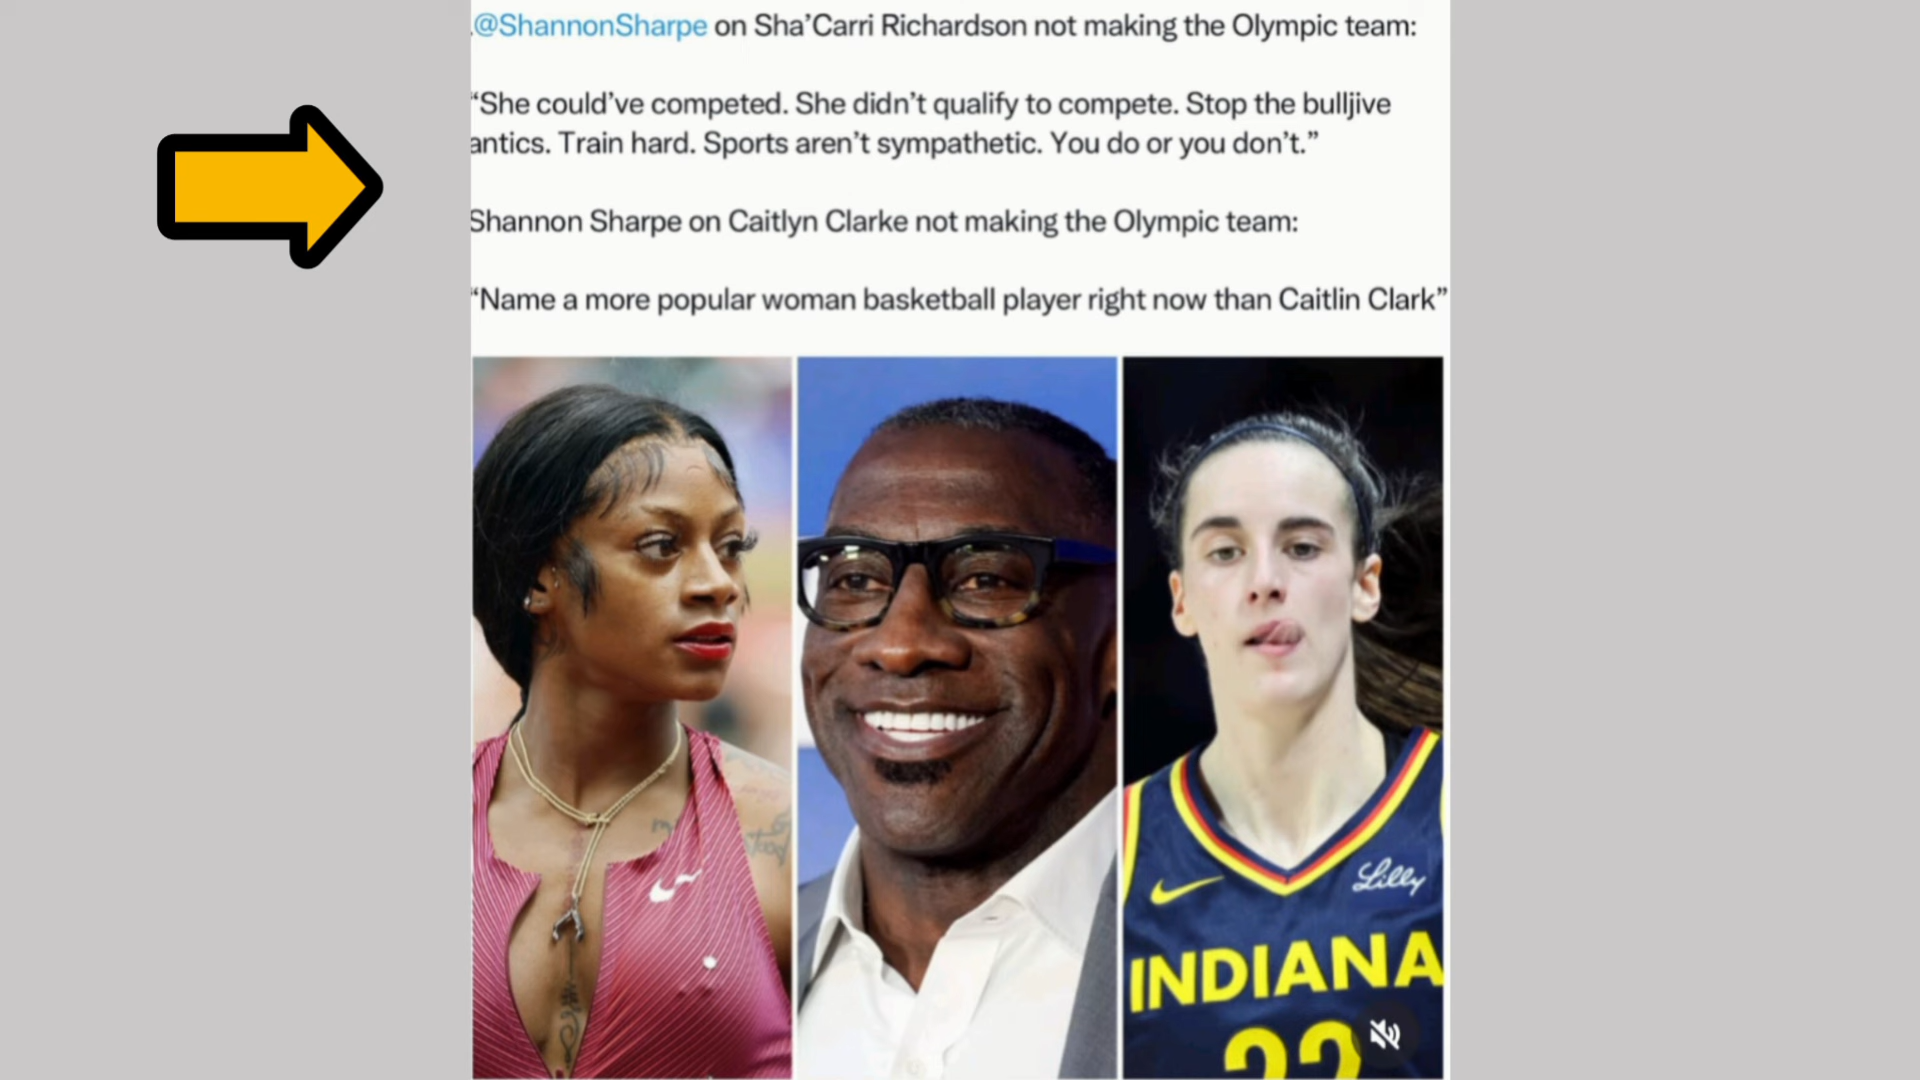 .@ShannonSharpe on Sha’Carri Richardson not making the Olympic team:
“She could’ve competed. She didn’t qualify to compete. Stop the bulljive
antics. Train hard. Sports aren’t sympathetic. You do or you don’t.”
Shannon Sharpe on Caitlyn Clarke not making the Olympic team:
“Name a more popular woman basketball player right now than Caitlin Clark”
Lilly
INDIANA
22